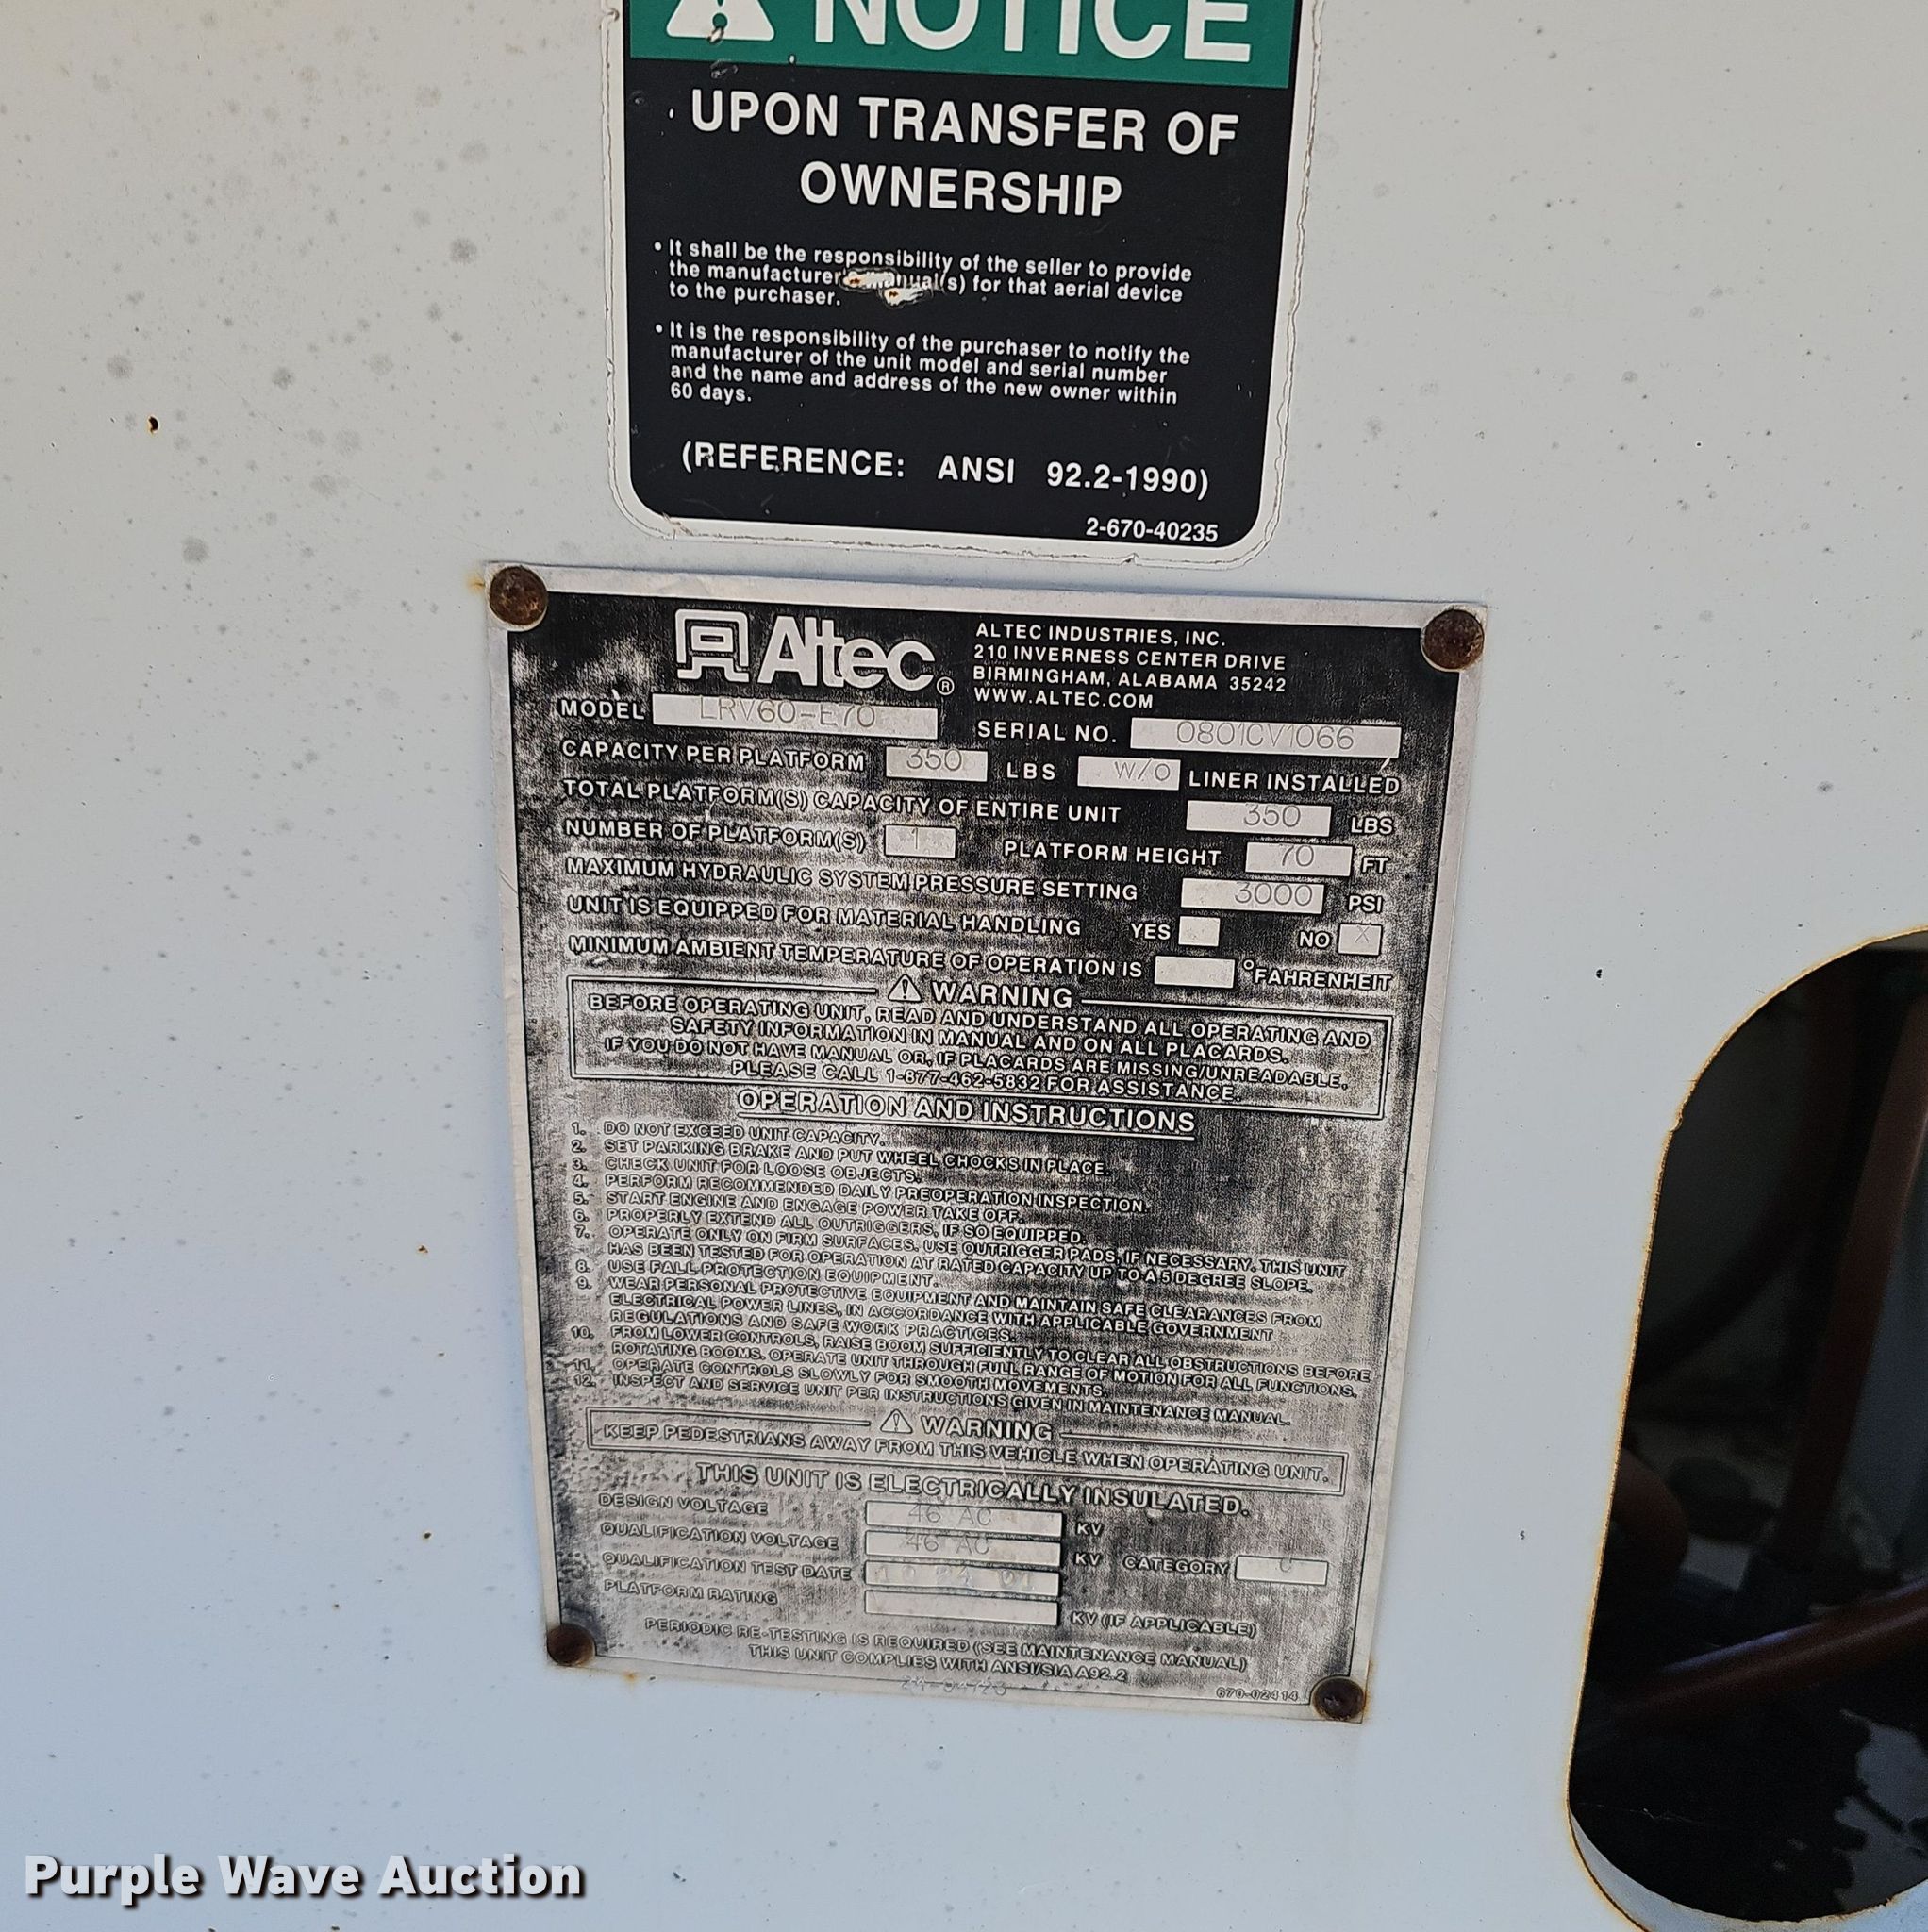 NOTICE
UPON TRANSFER OF
OWNERSHIP
• It shall be the responsibility of the seller to provide
the manufacturer manual(s) for that aerial device
to the purchaser.
• It is the responsibility of the purchaser to notify the
manufacturer of the unit model and serial number
and the name and address of the new owner within
60 days.
(REFERENCE: ANSI 92.2-1990)
2-670-40235
Altec®
ALTEC INDUSTRIES, INC.
210 INVERNESS CENTER DRIVE
BIRMINGHAM, ALABAMA 35242
WWW.ALTEC.COM
MODEL LRV60-E70 SERIAL NO. 0801CV1066
CAPACITY PER PLATFORM 350 LBS W/O LINER INSTALLED
TOTAL PLATFORM(S) CAPACITY OF ENTIRE UNIT 350 LBS
NUMBER OF PLATFORM(S) 1 PLATFORM HEIGHT 70 FT
MAXIMUM HYDRAULIC SYSTEM PRESSURE SETTING 3000 PSI
UNIT IS EQUIPPED FOR MATERIAL HANDLING YES NO X
MINIMUM AMBIENT TEMPERATURE OF OPERATION IS °FAHRENHEIT
WARNING
BEFORE OPERATING UNIT, READ AND UNDERSTAND ALL OPERATING AND
SAFETY INFORMATION IN MANUAL AND ON ALL PLACARDS.
IF YOU DO NOT HAVE MANUAL OR, IF PLACARDS ARE MISSING/UNREADABLE,
PLEASE CALL 1-877-462-5832 FOR ASSISTANCE.
OPERATION AND INSTRUCTIONS
1. DO NOT EXCEED UNIT CAPACITY.
2. SET PARKING BRAKE AND PUT WHEEL CHOCKS IN PLACE.
3. CHECK UNIT FOR LOOSE OBJECTS.
4. PERFORM RECOMMENDED DAILY PREOPERATION INSPECTION.
5. START ENGINE AND ENGAGE POWER TAKE OFF.
6. PROPERLY EXTEND ALL OUTRIGGERS, IF SO EQUIPPED.
7. OPERATE ONLY ON FIRM SURFACES. USE OUTRIGGER PADS, IF NECESSARY. THIS UNIT
HAS BEEN TESTED FOR OPERATION AT RATED CAPACITY UP TO A 5 DEGREE SLOPE.
8. USE FALL PROTECTION EQUIPMENT.
9. WEAR PERSONAL PROTECTIVE EQUIPMENT AND MAINTAIN SAFE CLEARANCES FROM
ELECTRICAL POWER LINES, IN ACCORDANCE WITH APPLICABLE GOVERNMENT
REGULATIONS AND SAFE WORK PRACTICES.
10. FROM LOWER CONTROLS, RAISE BOOM SUFFICIENTLY TO CLEAR ALL OBSTRUCTIONS BEFORE
ROTATING BOOMS. OPERATE UNIT THROUGH FULL RANGE OF MOTION FOR ALL FUNCTIONS.
11. OPERATE CONTROLS SLOWLY FOR SMOOTH MOVEMENTS.
12. INSPECT AND SERVICE UNIT PER INSTRUCTIONS GIVEN IN MAINTENANCE MANUAL.
WARNING
KEEP PEDESTRIANS AWAY FROM THIS VEHICLE WHEN OPERATING UNIT.
THIS UNIT IS ELECTRICALLY INSULATED.
DESIGN VOLTAGE 46 AC KV
QUALIFICATION VOLTAGE 46 AC KV CATEGORY C
QUALIFICATION TEST DATE
PLATFORM RATING KV (IF APPLICABLE)
PERIODIC RE-TESTING IS REQUIRED (SEE MAINTENANCE MANUAL)
THIS UNIT COMPLIES WITH ANSI/SIA A92.2
670-02414
Purple Wave Auction